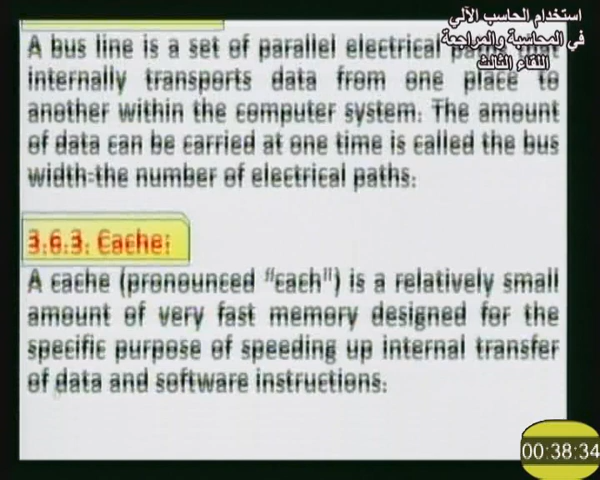 استخدام الحاسب الآلي
في المحاسبة والمراجعة
اللقاء الثالث
A bus line is a set of parallel electrical paths that
internally transports data from one place to
another within the computer system. The amount
of data can be carried at one time is called the bus
width-the number of electrical paths.
3.6.3. Cache:
A cache (pronounced "cach") is a relatively small
amount of very fast memory designed for the
specific purpose of speeding up internal transfer
of data and software instructions.
00:38:34